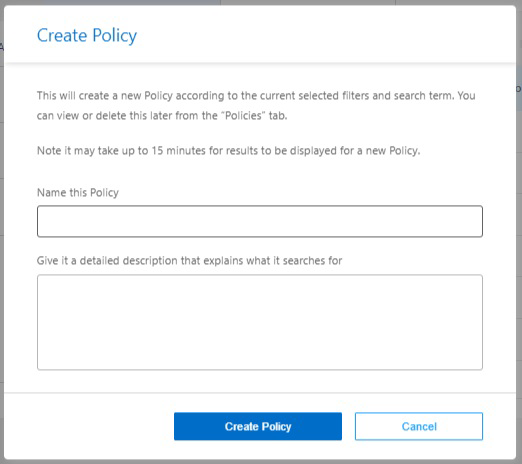 Create Policy
This will create a new Policy according to the current selected filters and search term. You
can view or delete this later from the "Policies" tab.
Note it may take up to 15 minutes for results to be displayed for a new Policy.
Name this Policy
Give it a detailed description that explains what it searches for
Create Policy
Cancel